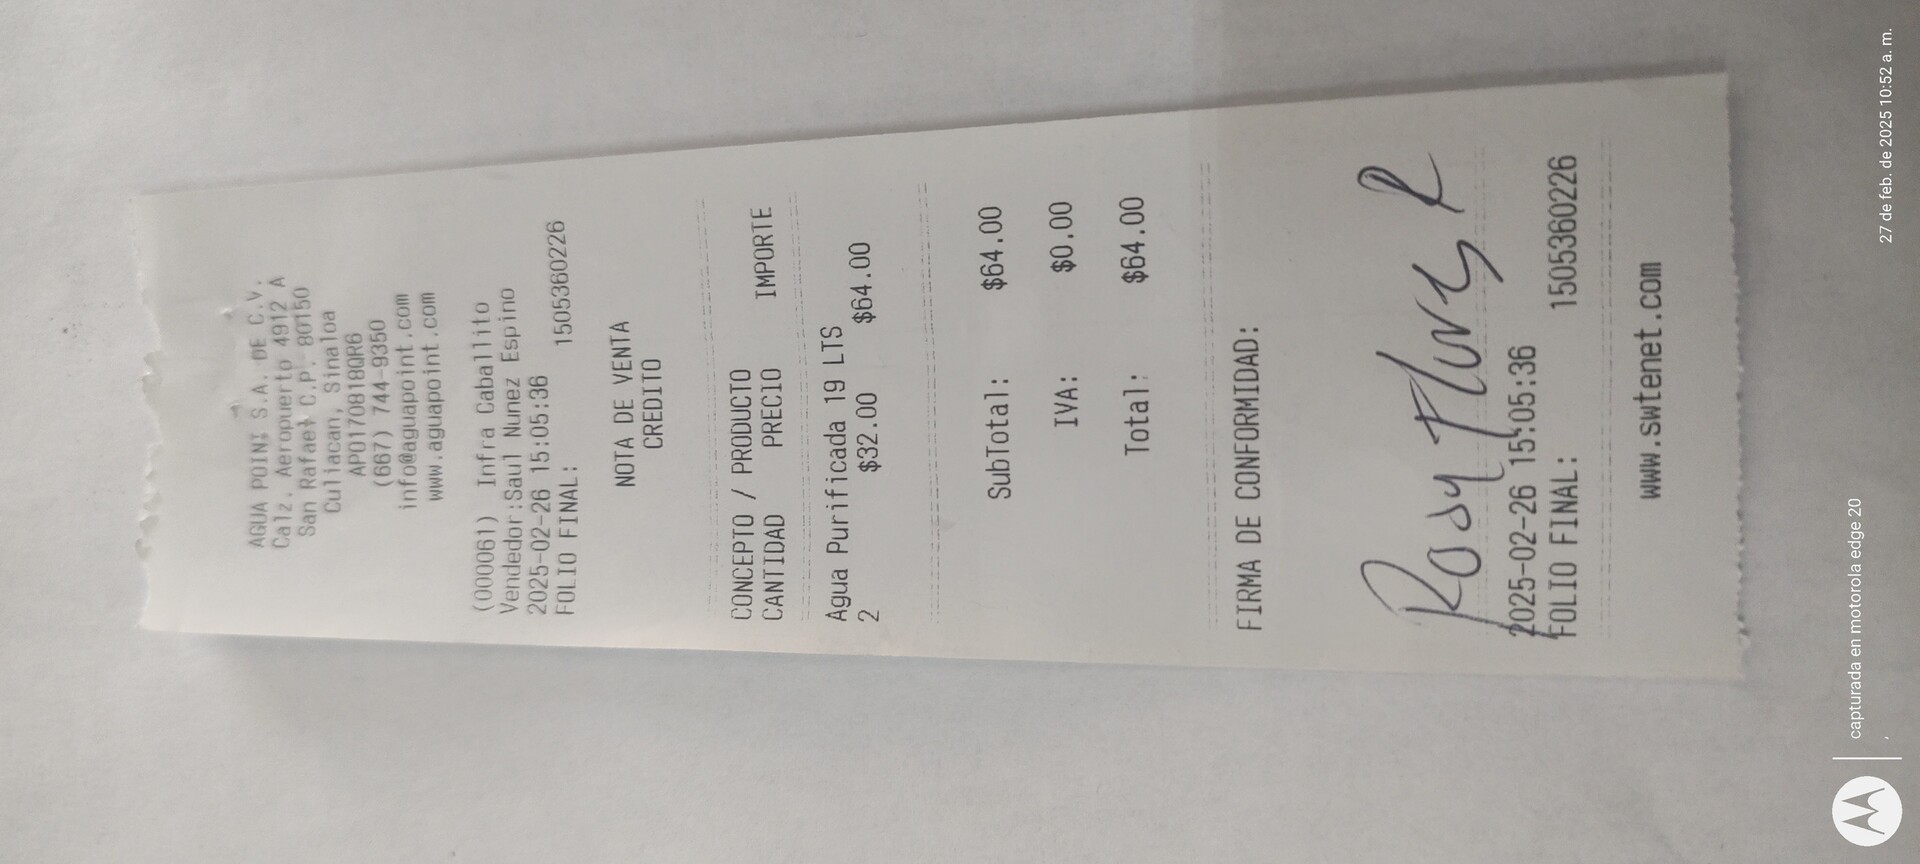 AGUA POINT S.A. DE C.V.
Calz. Aeropuerto 4912 A
San Rafael C.P. 80150
Culiacan, Sinaloa
APO170818QR6
(667) 744-9350
info@aguapoint.com
www.aguapoint.com
(000061) Infra Caballito
Vendedor:Saul Nunez Espino
2025-02-26 15:05:36
FOLIO FINAL: 1505360226
NOTA DE VENTA
CREDITO
CONCEPTO / PRODUCTO
CANTIDAD PRECIO IMPORTE
Agua Purificada 19 LTS
2 $32.00 $64.00
SubTotal: $64.00
IVA: $0.00
Total: $64.00
FIRMA DE CONFORMIDAD:
Rosy Flores R
2025-02-26 15:05:36
FOLIO FINAL: 1505360226
www.swtenet.com
capturada en motorola edge 20
27 de feb. de 2025 10:52 a. m.